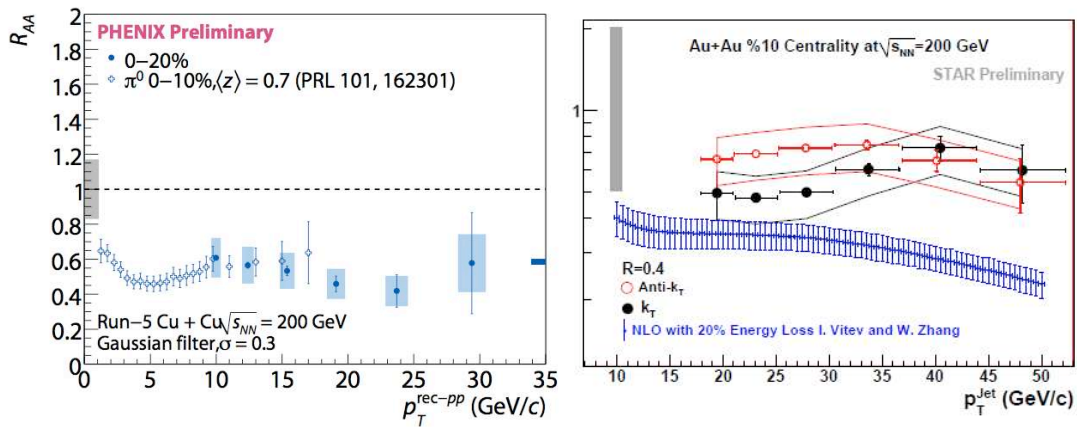 R_AA
2
1.8
1.6
1.4
1.2
1
0.8
0.6
0.4
0.2
0
PHENIX Preliminary
0−20%
π⁰ 0−10%,⟨z⟩ = 0.7 (PRL 101, 162301)
Run−5 Cu + Cu√s_NN = 200 GeV
Gaussian filter,σ = 0.3
0 5 10 15 20 25 30 35
p_T^rec−pp (GeV/c)
Au+Au %10 Centrality at√s_NN=200 GeV
STAR Preliminary
1
R=0.4
Anti-k_T
k_T
NLO with 20% Energy Loss I. Vitev and W. Zhang
10 15 20 25 30 35 40 45 50
p_T^Jet (GeV/c)